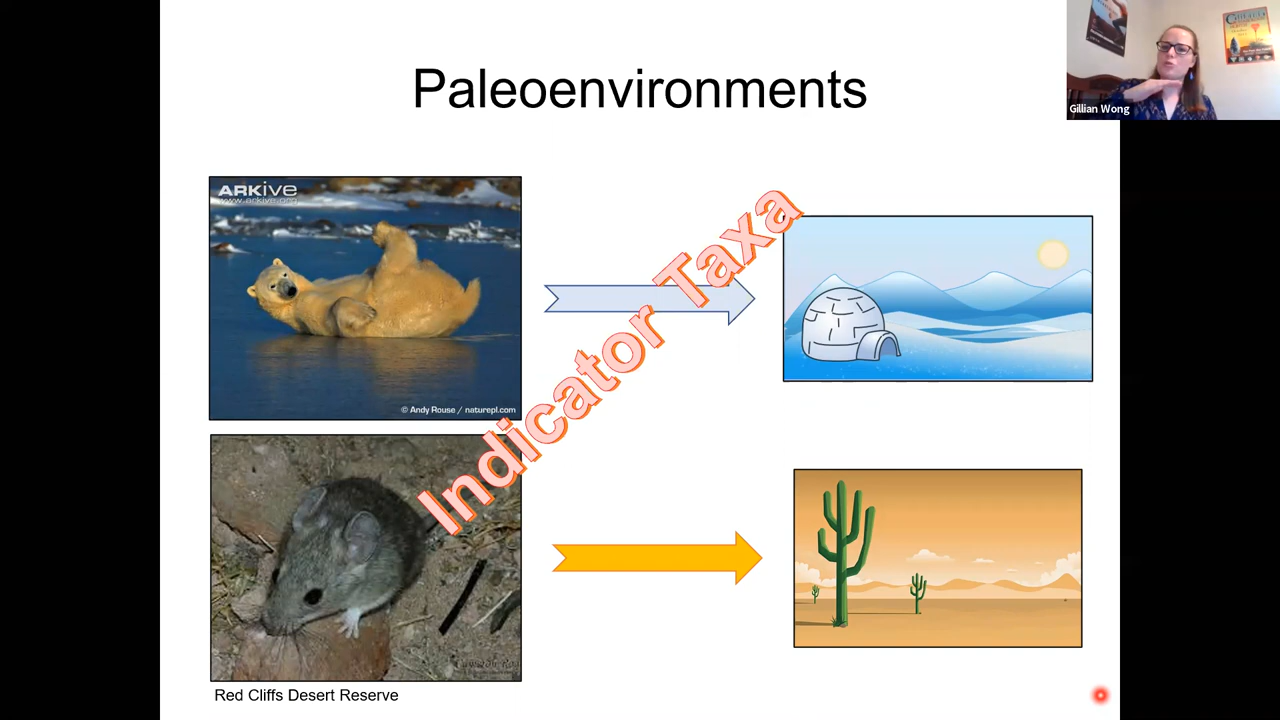 Paleoenvironments
Gillian Wong
ARKive
www.arkive.org
Indicator Taxa
© Andy Rouse / naturepl.com
Red Cliffs Desert Reserve